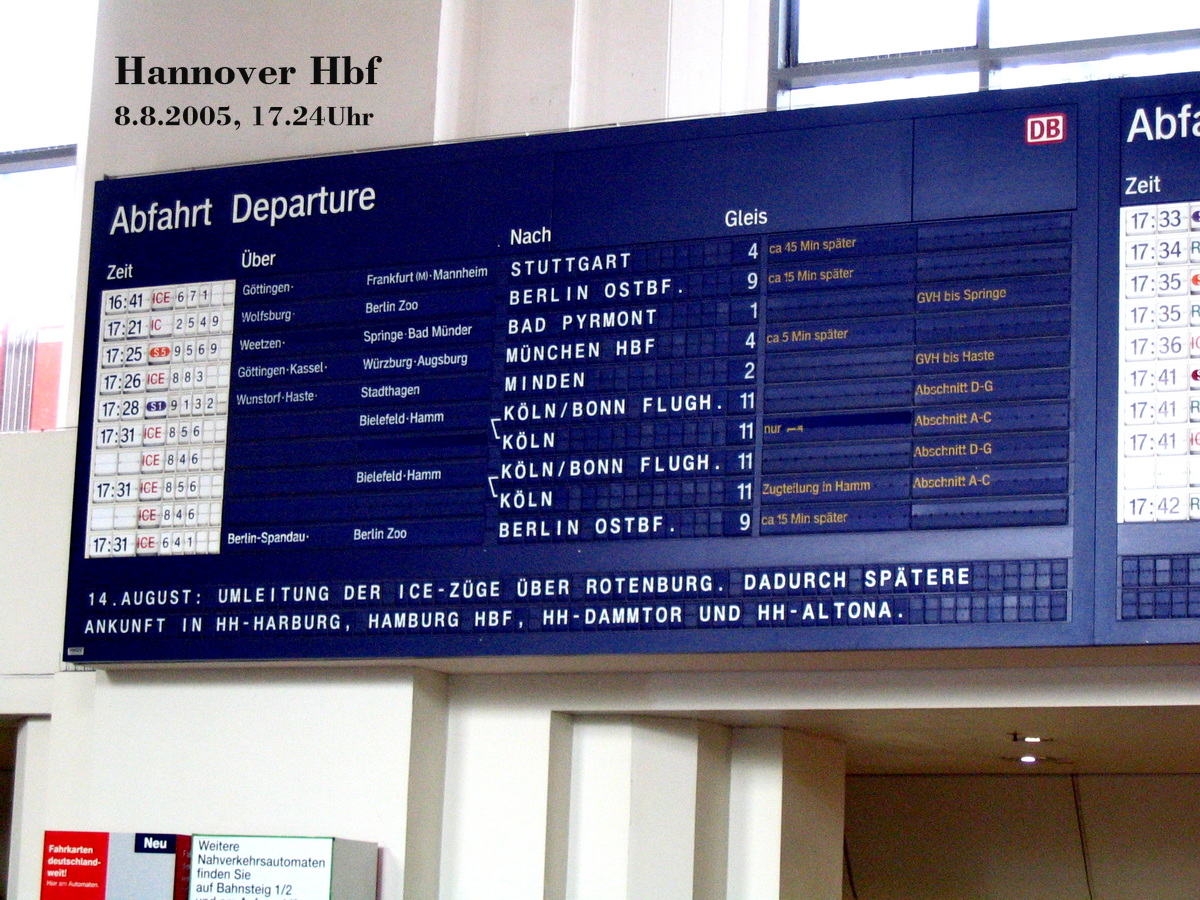 Hannover Hbf
8.8.2005, 17.24Uhr
DB
Abfahrt Departure
Zeit Über Nach Gleis
16:41 ICE 671 Göttingen· Frankfurt (M)·Mannheim STUTTGART 4 ca 45 Min später
17:21 IC 2549 Wolfsburg· Berlin Zoo BERLIN OSTBF. 9 ca 15 Min später
17:25 S5 9569 Weetzen· Springe·Bad Münder BAD PYRMONT 1 GVH bis Springe
17:26 ICE 883 Göttingen·Kassel· Würzburg·Augsburg MÜNCHEN HBF 4 ca 5 Min später
17:28 S1 9132 Wunstorf·Haste· Stadthagen MINDEN 2 GVH bis Haste
17:31 ICE 856 Bielefeld·Hamm KÖLN/BONN FLUGH. 11 Abschnitt D-G
ICE 846 KÖLN 11 nur Abschnitt A-C
17:31 ICE 856 Bielefeld·Hamm KÖLN/BONN FLUGH. 11 Abschnitt D-G
ICE 846 KÖLN 11 Zugteilung in Hamm Abschnitt A-C
17:31 ICE 641 Berlin-Spandau· Berlin Zoo BERLIN OSTBF. 9 ca 15 Min später
14.AUGUST: UMLEITUNG DER ICE-ZÜGE ÜBER ROTENBURG. DADURCH SPÄTERE
ANKUNFT IN HH-HARBURG, HAMBURG HBF, HH-DAMMTOR UND HH-ALTONA.
Abfa
Zeit
17:33
17:34 R
17:35
17:35 R
17:36 IC
17:41
17:41 R
17:41 IC
17:42 R
Fahrkarten
deutschland-
weit!
Hier am Automaten.
Neu
Weitere
Nahverkehrsautomaten
finden Sie
auf Bahnsteig 1/2